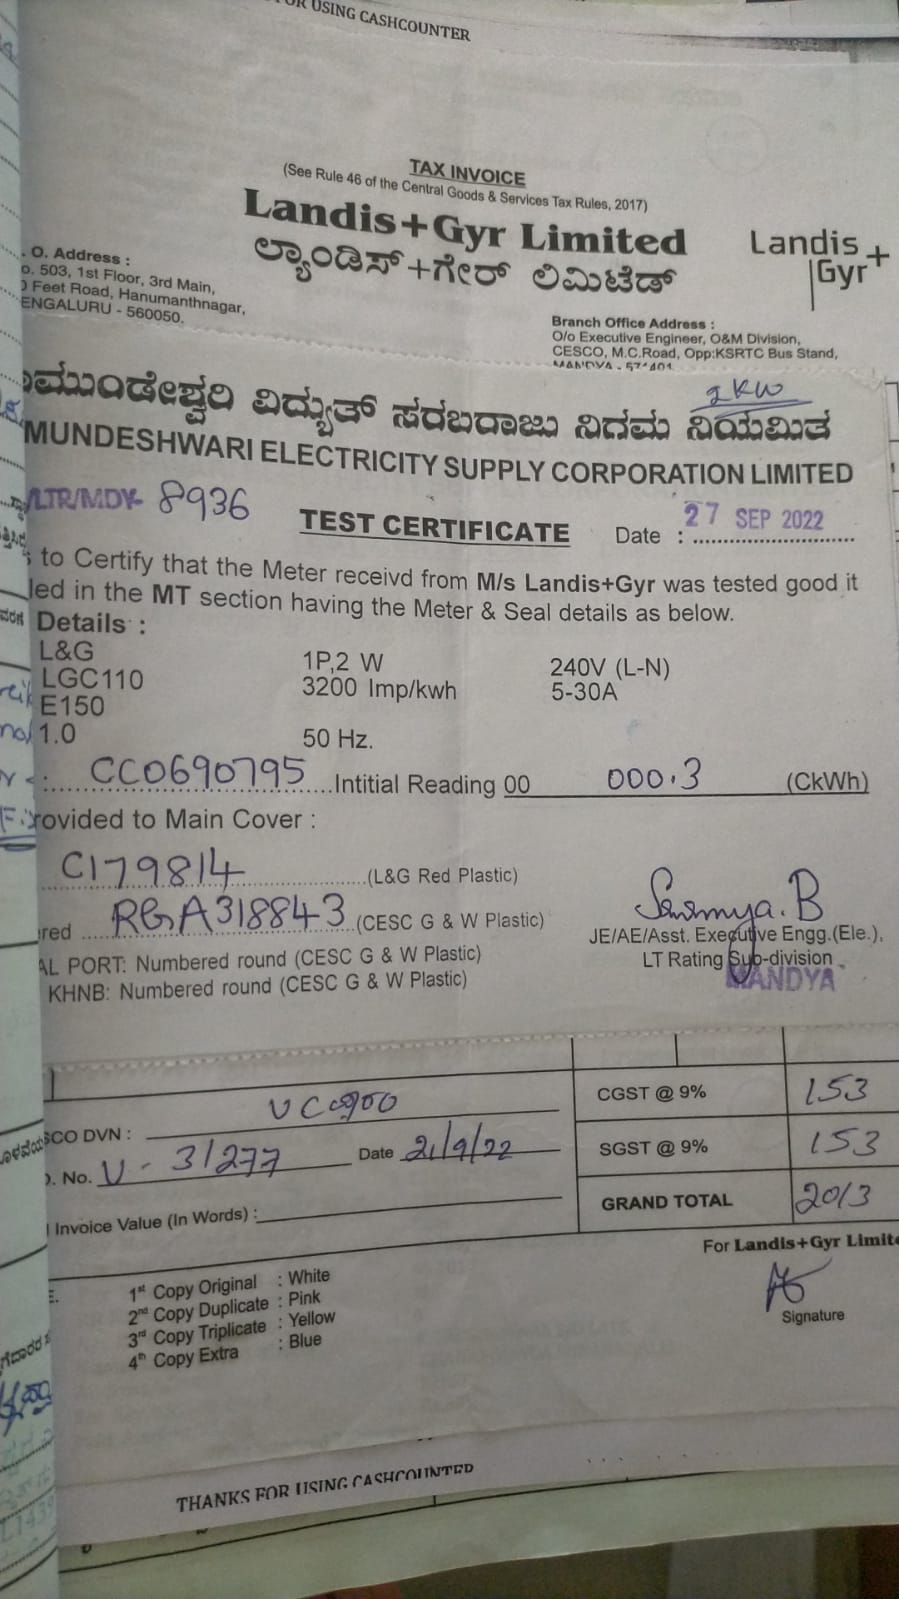 FOR USING CASHCOUNTER
TAX INVOICE
(See Rule 46 of the Central Goods & Services Tax Rules, 2017)
Landis+Gyr Limited
ಲ್ಯಾಂಡಿಸ್+ಗೇರ್ ಲಿಮಿಟೆಡ್
Landis
Gyr+
. O. Address :
o. 503, 1st Floor, 3rd Main,
0 Feet Road, Hanumanthnagar,
ENGALURU - 560050.
Branch Office Address :
O/o Executive Engineer, O&M Division,
CESCO, M.C.Road, Opp:KSRTC Bus Stand,
MANDYA - 571401
2KW
ಮುಂಡೇಶ್ವರಿ ವಿದ್ಯುತ್ ಸರಬರಾಜು ನಿಗಮ ನಿಯಮಿತ
MUNDESHWARI ELECTRICITY SUPPLY CORPORATION LIMITED
/LTR/MDY- 8936
TEST CERTIFICATE
Date : 27 SEP 2022
to Certify that the Meter receivd from M/s Landis+Gyr was tested good it
led in the MT section having the Meter & Seal details as below.
Details :
L&G 1P,2 W 240V (L-N)
LGC110 3200 Imp/kwh 5-30A
E150
1.0 50 Hz.
CC0690795 Intitial Reading 00 000.3 (CkWh)
rovided to Main Cover :
C179814 (L&G Red Plastic)
red RGA318843 (CESC G & W Plastic)
AL PORT: Numbered round (CESC G & W Plastic)
KHNB: Numbered round (CESC G & W Plastic)
Sowmya.B
JE/AE/Asst. Executive Engg.(Ele.),
LT Rating Sub-division
MANDYA
CGST @ 9% 153
SCO DVN :
SGST @ 9% 153
. No. V - 31277 Date 21/9/22
GRAND TOTAL 2013
Invoice Value (In Words) :
For Landis+Gyr Limite
Signature
E.
1st Copy Original : White
2nd Copy Duplicate : Pink
3rd Copy Triplicate : Yellow
4th Copy Extra : Blue
THANKS FOR USING CASHCOUNTER